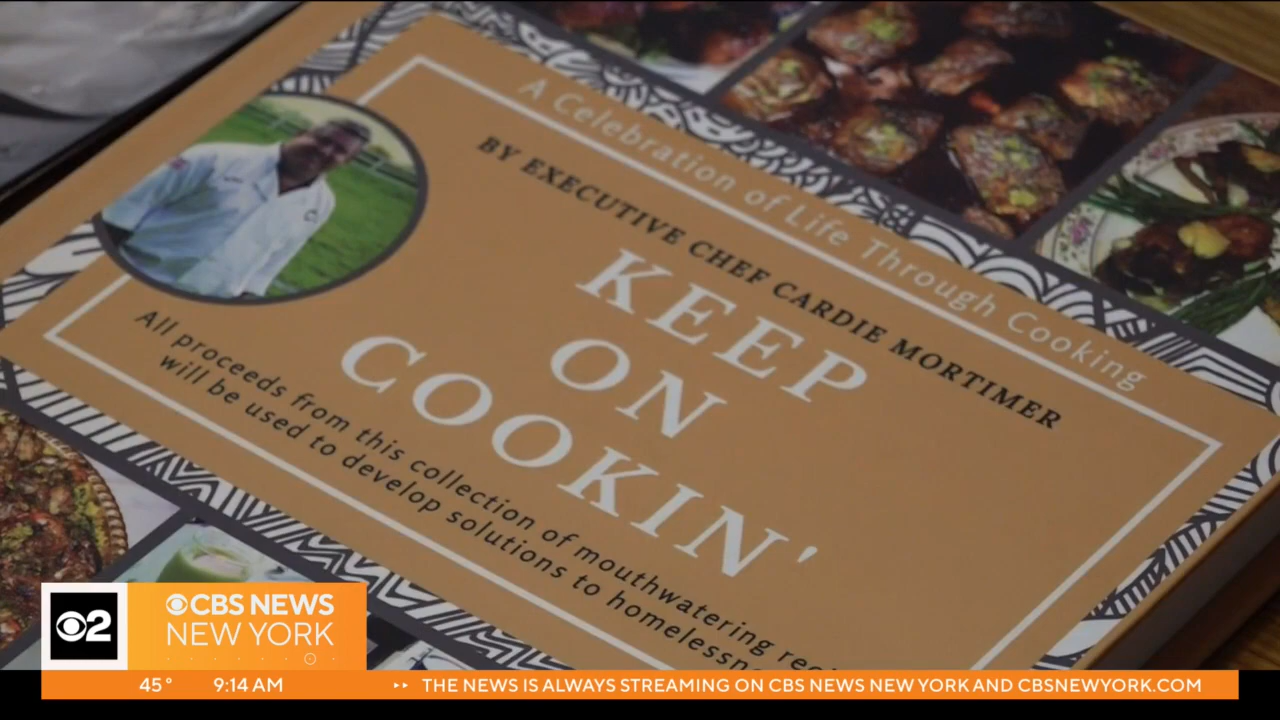 A Celebration of Life Through Cooking
BY EXECUTIVE CHEF CARDIE MORTIMER
KEEP
ON
COOKIN'
All proceeds from this collection of mouthwatering
will be used to develop solutions to
2
CBS NEWS
NEW YORK
45° 9:14 AM THE NEWS IS ALWAYS STREAMING ON CBS NEWS NEW YORK AND CBSNEWYORK.COM